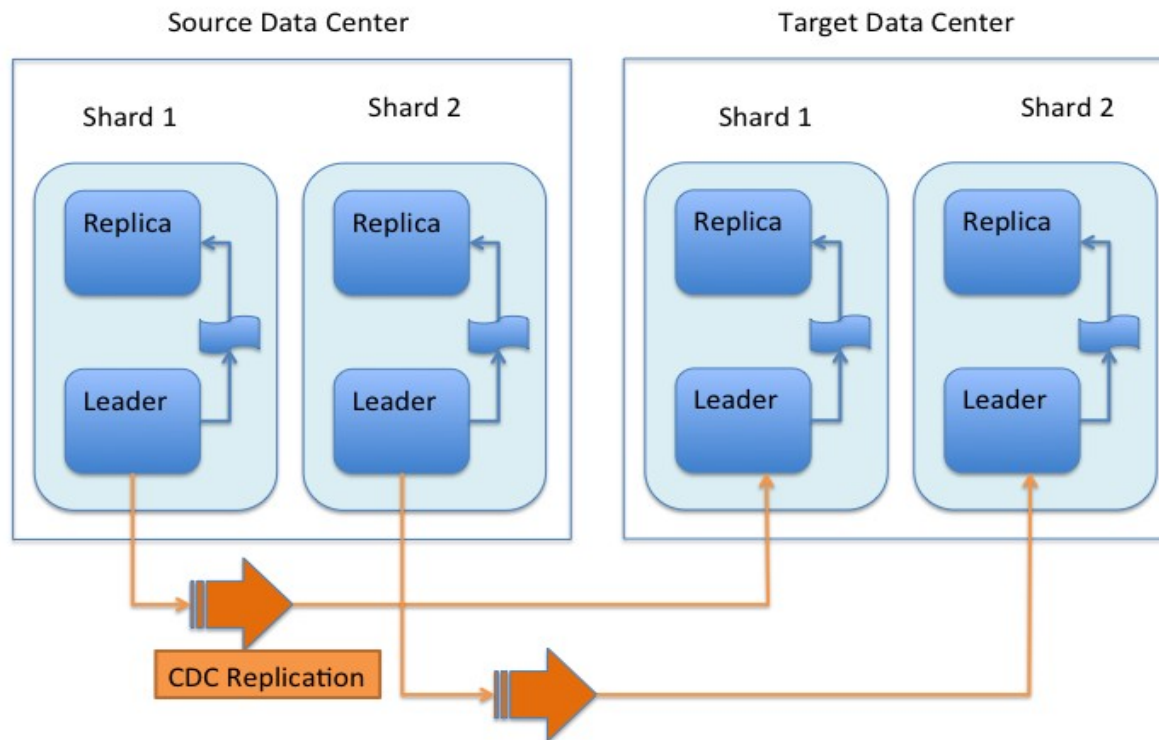 Source Data Center
Target Data Center
Shard 1
Shard 2
Shard 1
Shard 2
Replica
Replica
Replica
Replica
Leader
Leader
Leader
Leader
CDC Replication